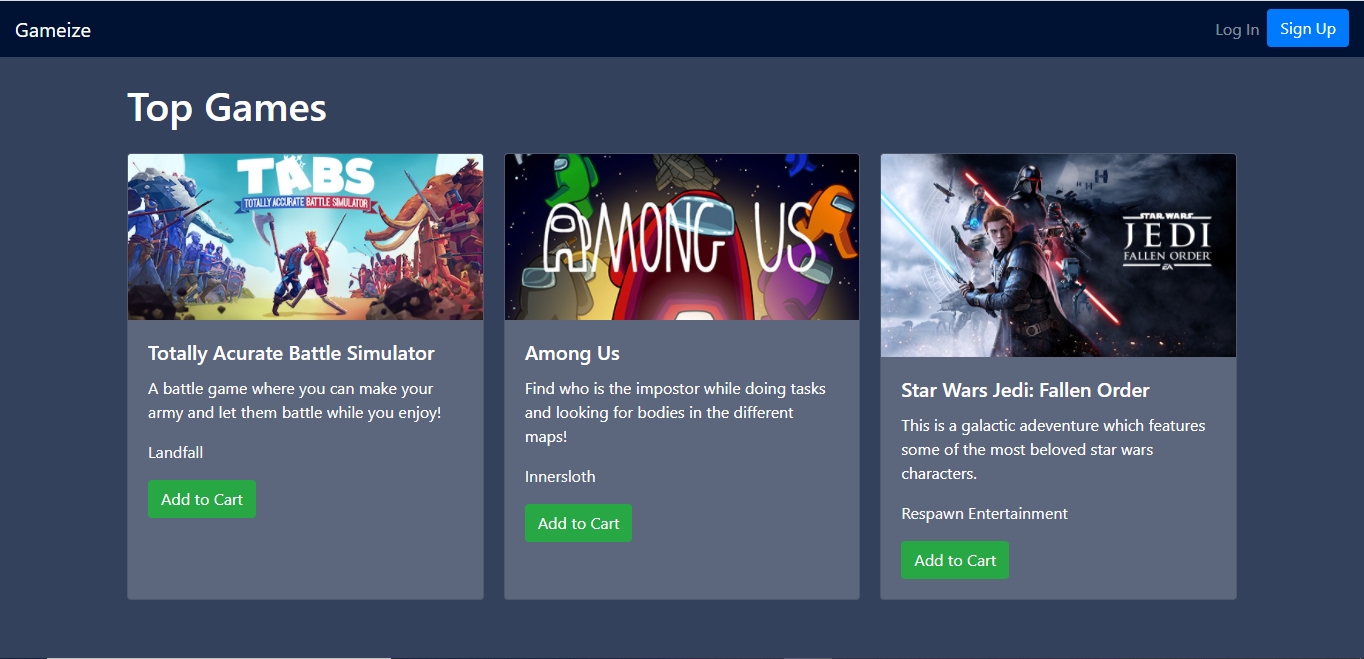 Gameize
Log In
Sign Up
Top Games
TABS
TOTALLY ACCURATE BATTLE SIMULATOR
Totally Acurate Battle Simulator
A battle game where you can make your
army and let them battle while you enjoy!
Landfall
Add to Cart
AMONG US
Among Us
Find who is the impostor while doing tasks
and looking for bodies in the different
maps!
Innersloth
Add to Cart
STAR WARS
JEDI
FALLEN ORDER
EA
Star Wars Jedi: Fallen Order
This is a galactic adeventure which features
some of the most beloved star wars
characters.
Respawn Entertainment
Add to Cart